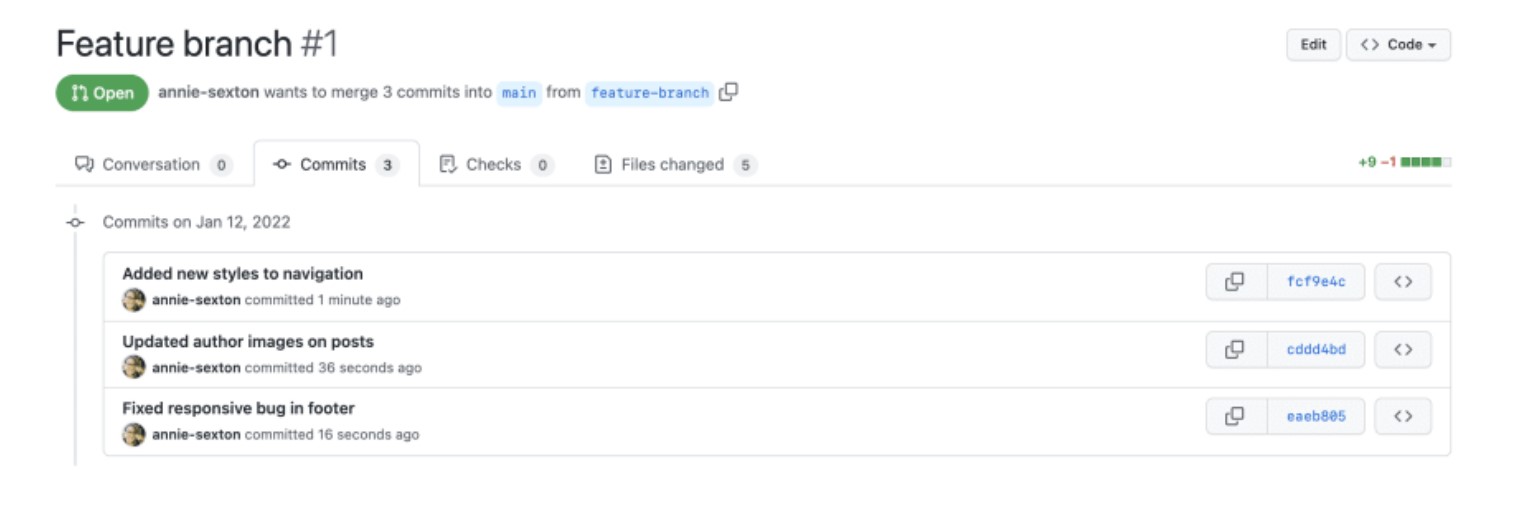 Feature branch #1
Edit
<> Code
Open annie-sexton wants to merge 3 commits into main from feature-branch
Conversation 0 Commits 3 Checks 0 Files changed 5 +9 −1
Commits on Jan 12, 2022
Added new styles to navigation
annie-sexton committed 1 minute ago
fcf9e4c
Updated author images on posts
annie-sexton committed 36 seconds ago
cddd4bd
Fixed responsive bug in footer
annie-sexton committed 16 seconds ago
eaeb805